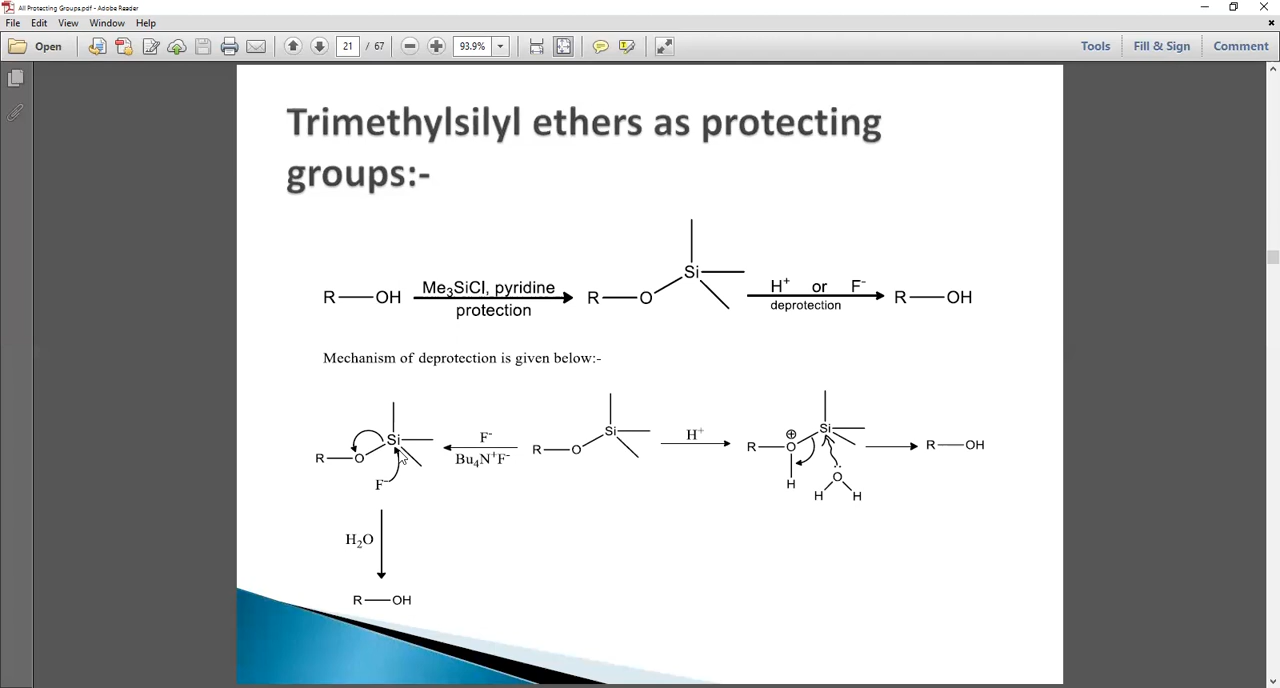 All Protecting Groups.pdf - Adobe Reader
File Edit View Window Help
Open 21 / 67 93.9% Tools Fill & Sign Comment
Trimethylsilyl ethers as protecting
groups:-
R OH Me₃SiCl, pyridine R O Si H⁺ or F⁻ R OH
protection deprotection
Mechanism of deprotection is given below:-
R O Si F⁻ R O Si H⁺ R O ⊕ Si R OH
F⁻ Bu₄N⁺F⁻ H H O H
H₂O
R OH